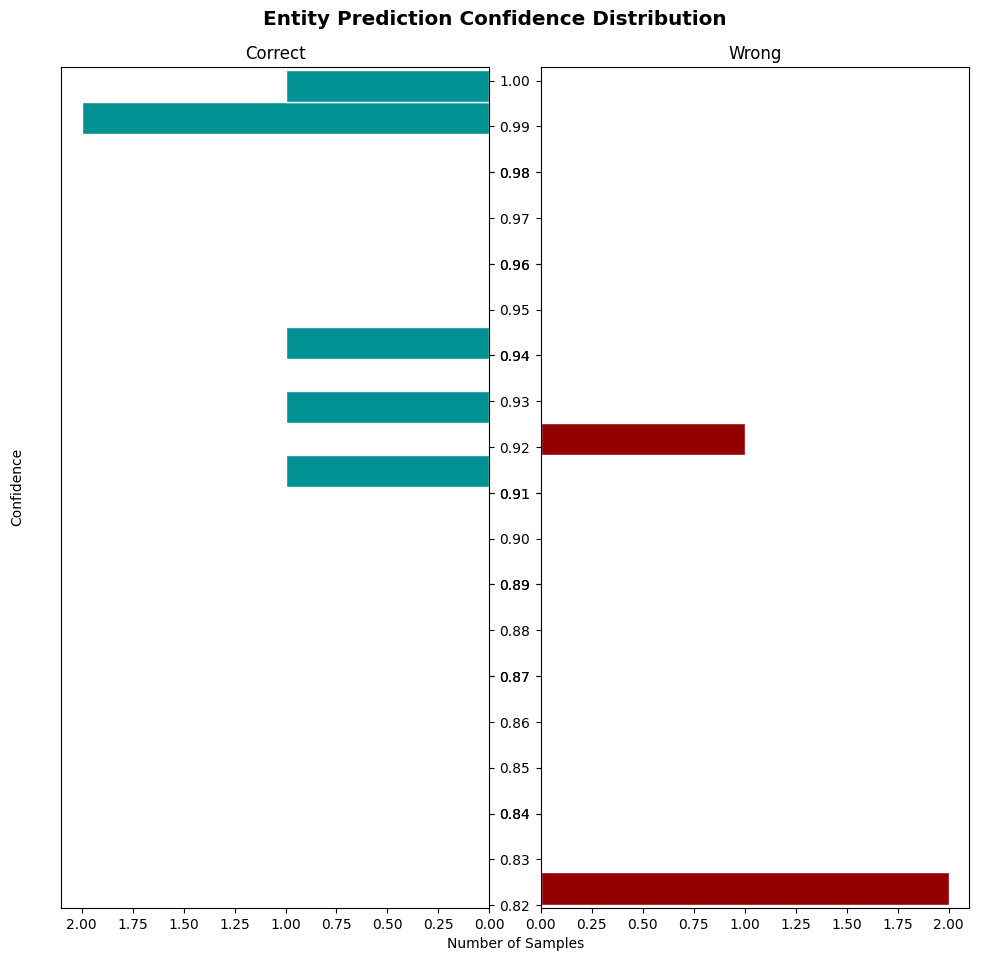 Entity Prediction Confidence Distribution
Correct
Wrong
1.00
0.99
0.98
0.97
0.96
0.95
0.94
0.93
0.92
0.91
0.90
0.89
0.88
0.87
0.86
0.85
0.84
0.83
0.82
Confidence
2.00 1.75 1.50 1.25 1.00 0.75 0.50 0.25 0.00
0.00 0.25 0.50 0.75 1.00 1.25 1.50 1.75 2.00
Number of Samples